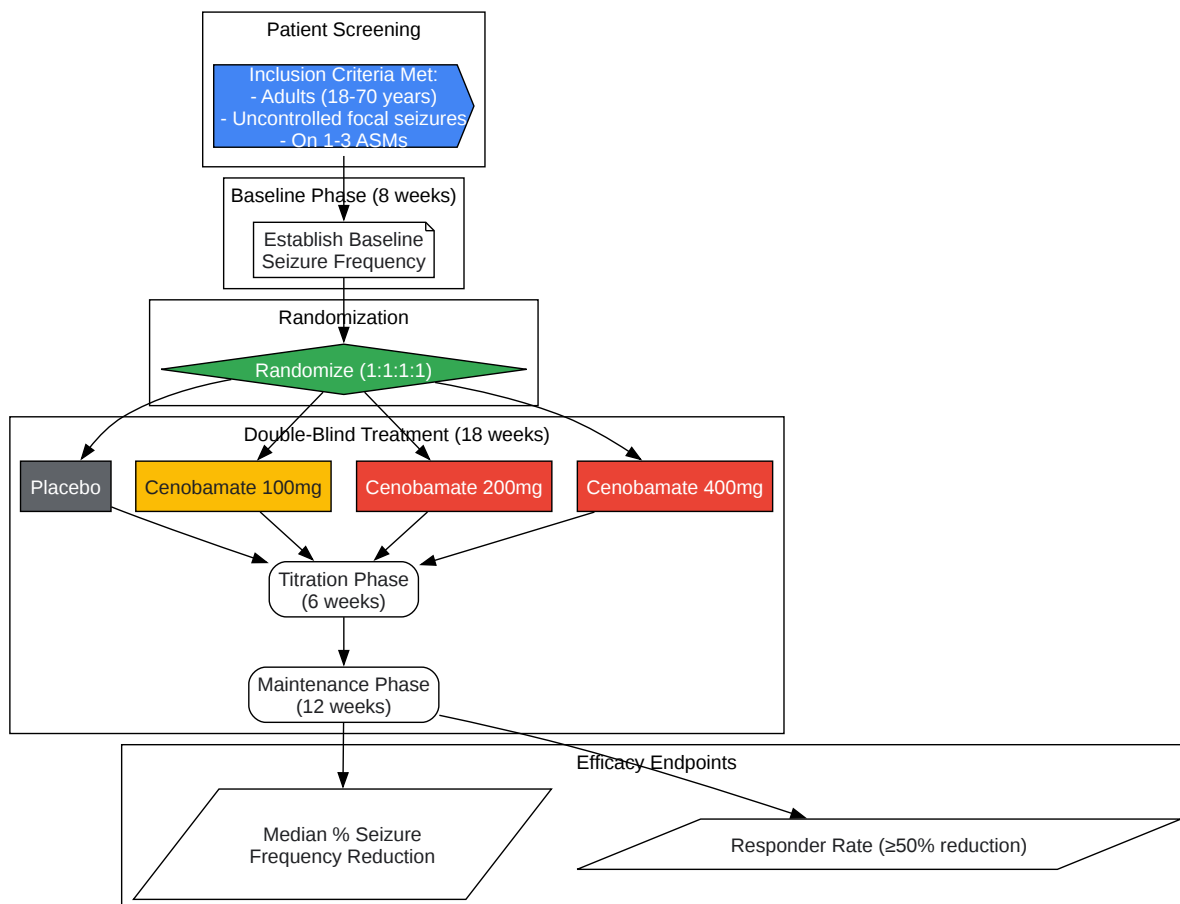 Patient Screening
Inclusion Criteria Met:
- Adults (18-70 years)
- Uncontrolled focal seizures
- On 1-3 ASMs
Baseline Phase (8 weeks)
Establish Baseline
Seizure Frequency
Randomization
Randomize (1:1:1:1)
Double-Blind Treatment (18 weeks)
Placebo
Cenobamate 100mg
Cenobamate 200mg
Cenobamate 400mg
Titration Phase
(6 weeks)
Maintenance Phase
(12 weeks)
Efficacy Endpoints
Median % Seizure
Frequency Reduction
Responder Rate (≥50% reduction)